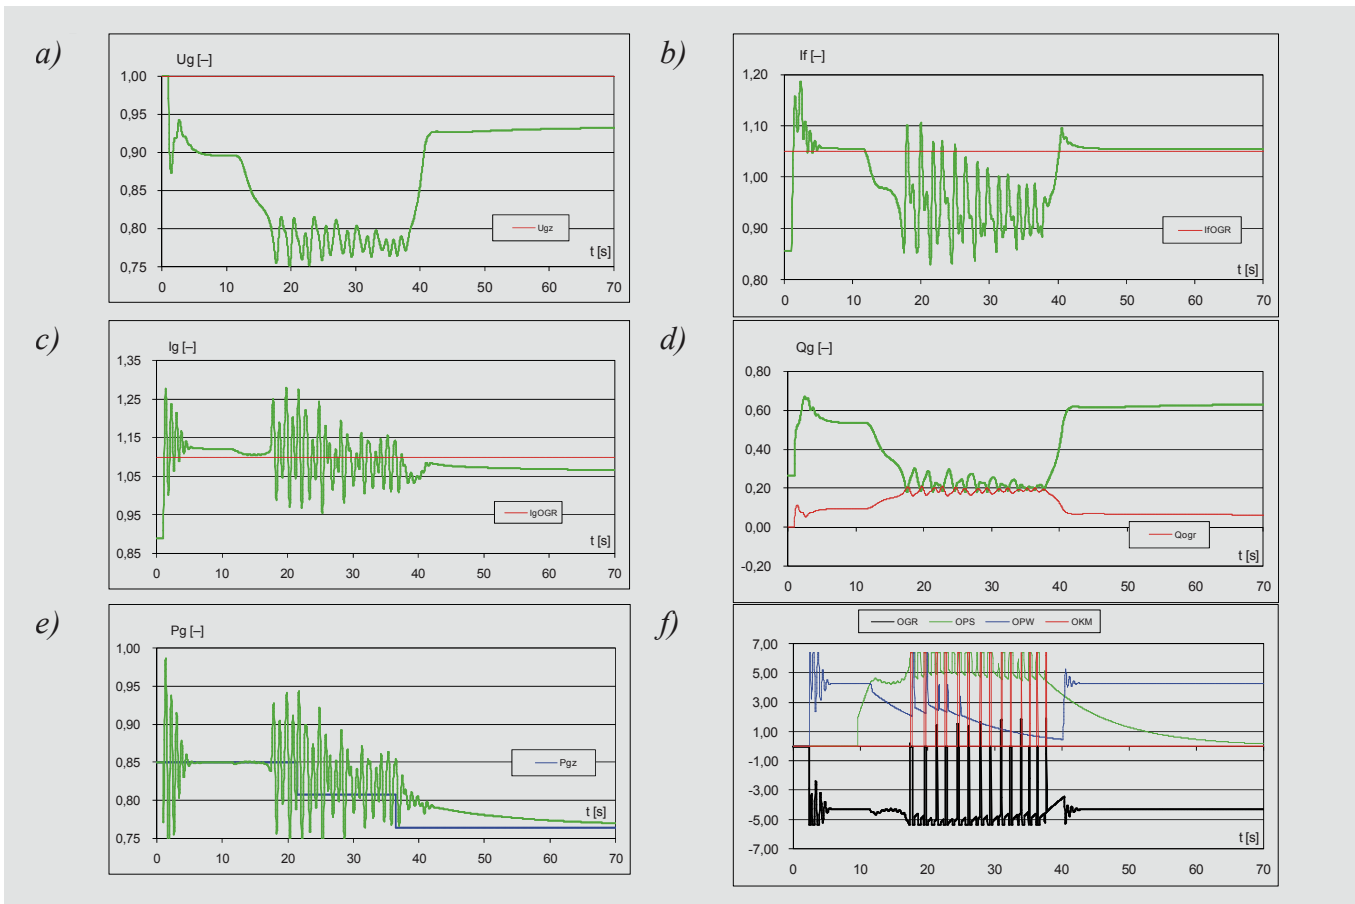 a)
Ug [–]
1,00
0,95
0,90
0,85
0,80
0,75
Ugz
t [s]
0 10 20 30 40 50 60 70
b)
If [–]
1,20
1,10
1,00
0,90
0,80
IfOGR
t [s]
0 10 20 30 40 50 60 70
c)
Ig [–]
1,35
1,25
1,15
1,05
0,95
0,85
IgOGR
t [s]
0 10 20 30 40 50 60 70
d)
Qg [–]
0,80
0,60
0,40
0,20
0,00
-0,20
Qogr
t [s]
0 10 20 30 40 50 60 70
e)
Pg [–]
1,00
0,95
0,90
0,85
0,80
0,75
Pgz
t [s]
0 10 20 30 40 50 60 70
f)
OGR OPS OPW OKM
7,00
5,00
3,00
1,00
-1,00
-3,00
-5,00
-7,00
t [s]
0 10 20 30 40 50 60 70